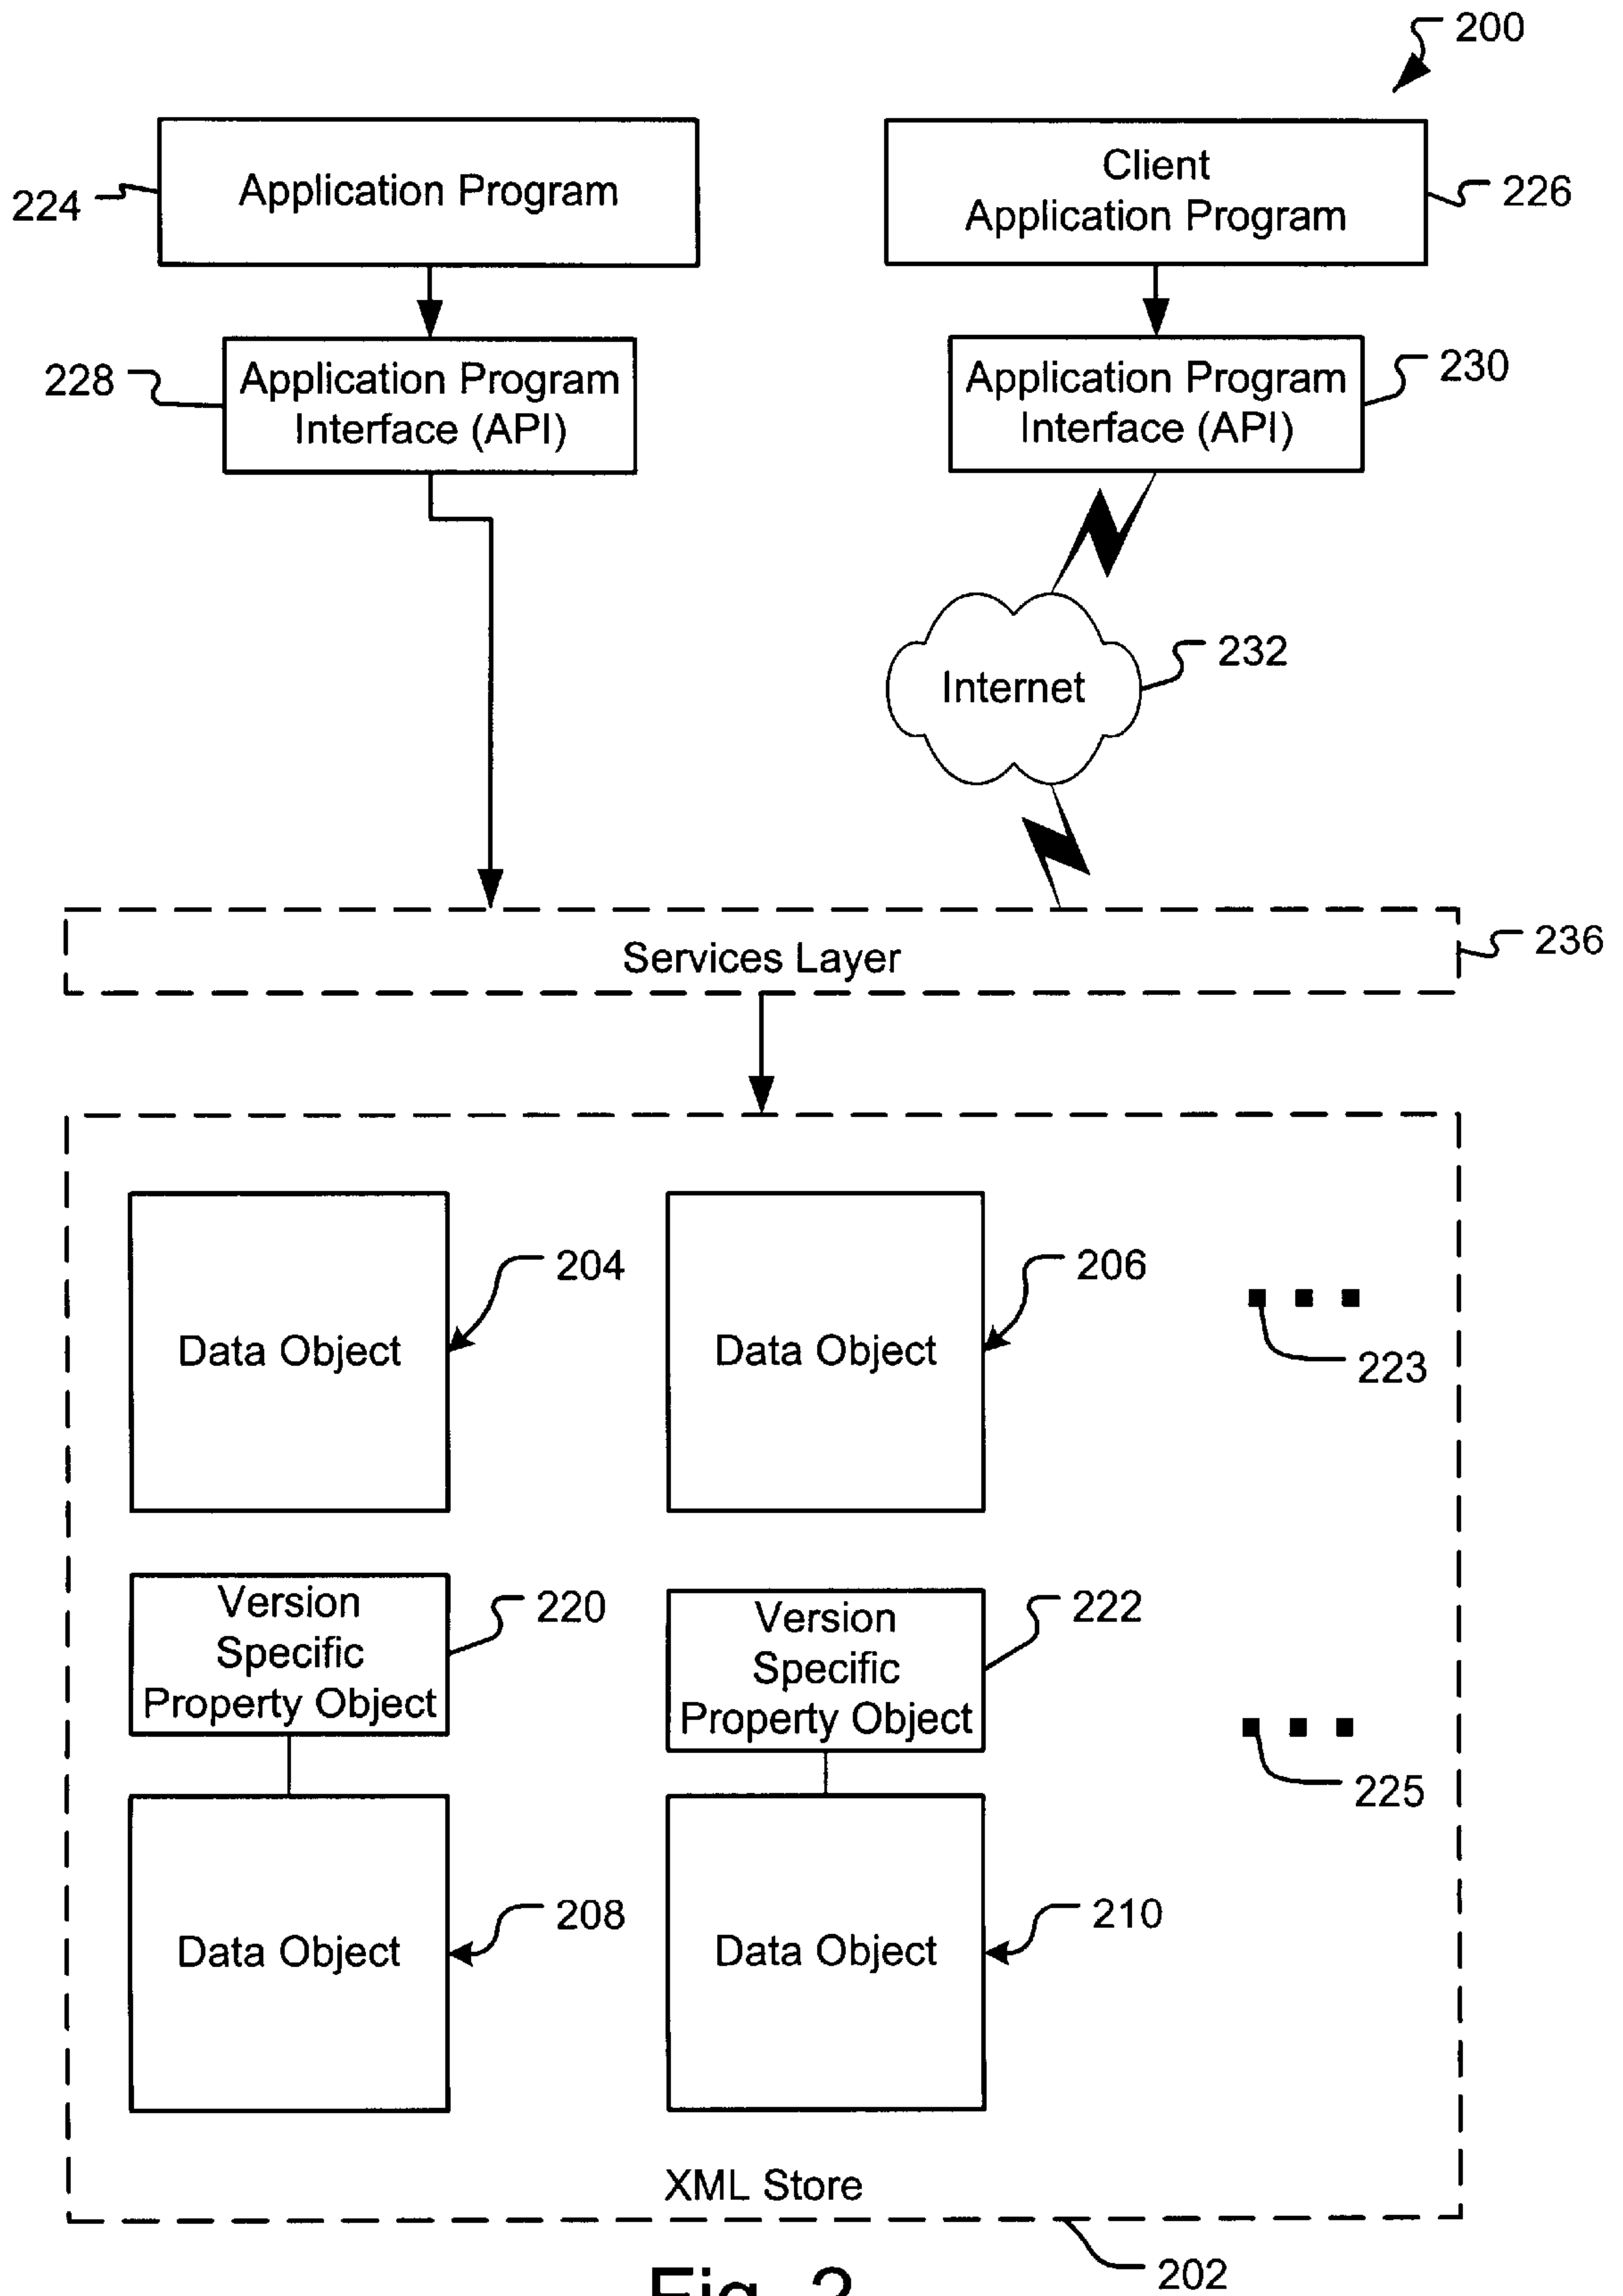 200
Application Program
224
Client
Application Program
226
228
Application Program
Interface (API)
Application Program
Interface (API)
230
Internet
232
Services Layer
236
Data Object
204
Data Object
206
223
Version
Specific
Property Object
220
Version
Specific
Property Object
222
225
Data Object
208
Data Object
210
XML Store
202
Fig. 2